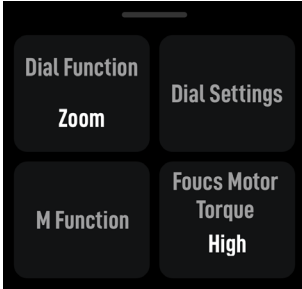 Dial Function
Zoom
Dial Settings
M Function
Foucs Motor
Torque
High